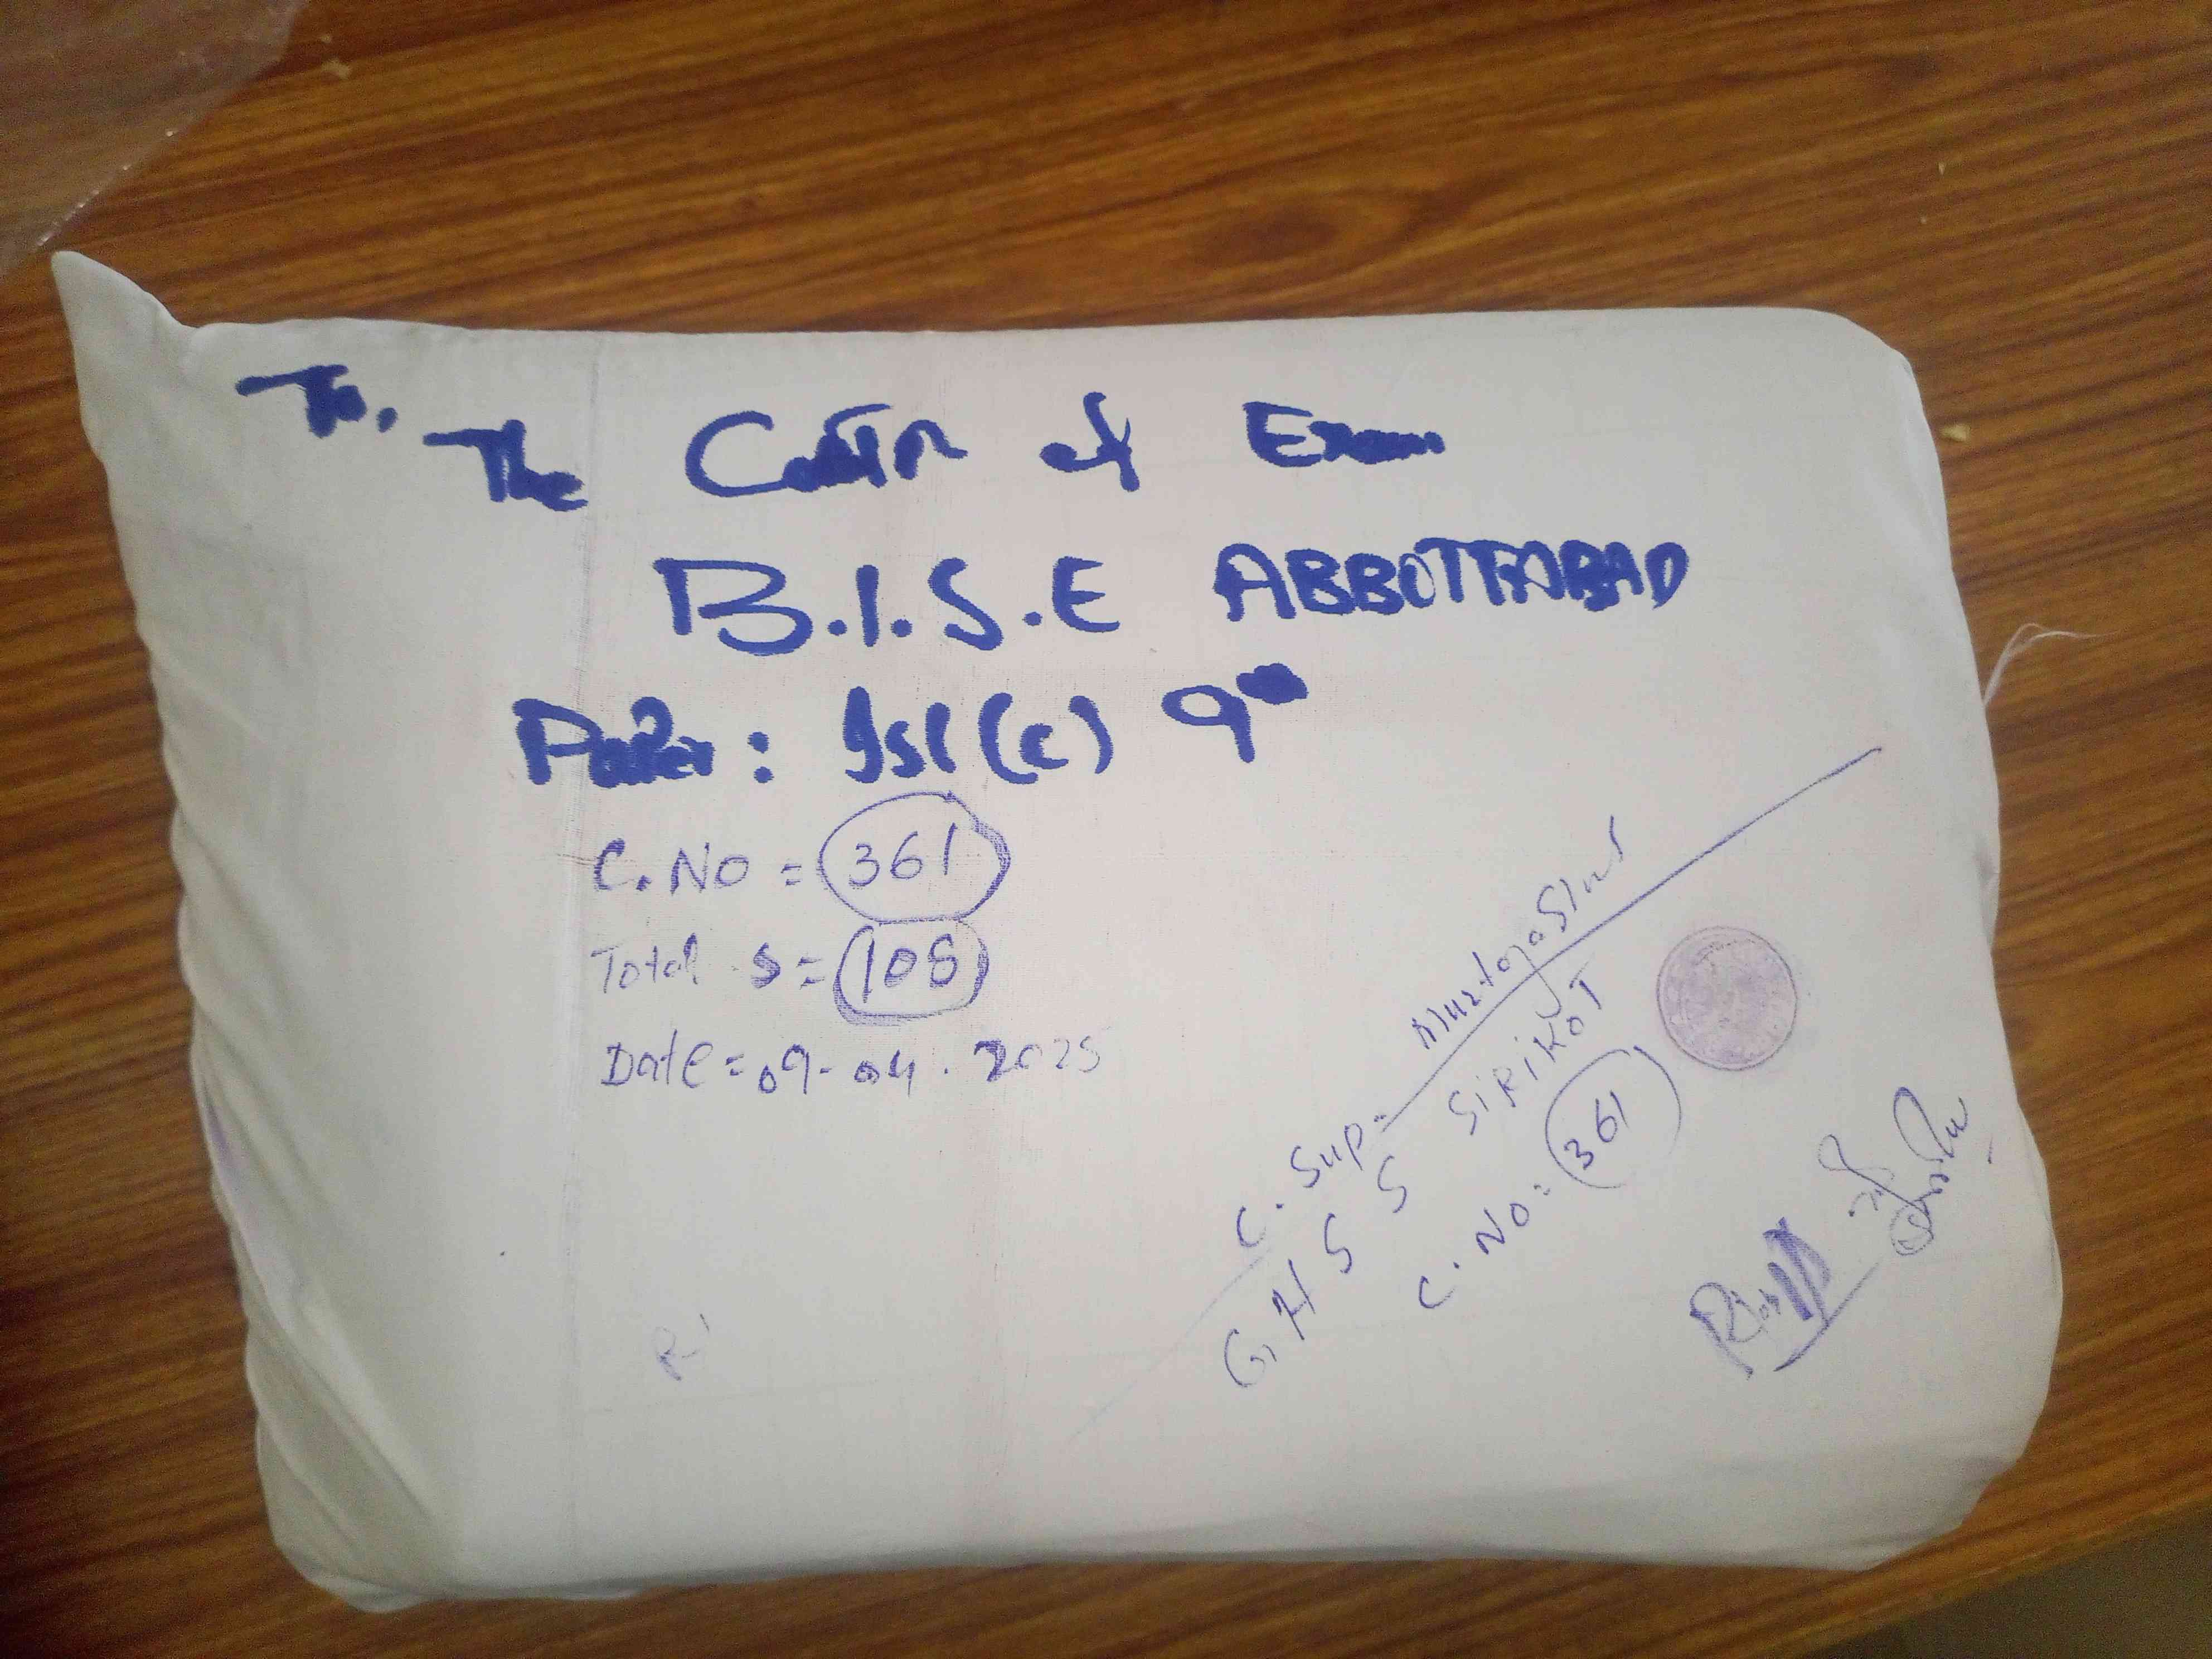 To,
The Contr of Exam
B.I.S.E ABBOTTABAD
Paper: Isl(c) 9th
C.No = 361
Total S = 108
Date = 09-04.2025
C. Sup=
G H S S SiRiKOT
C. No = 361